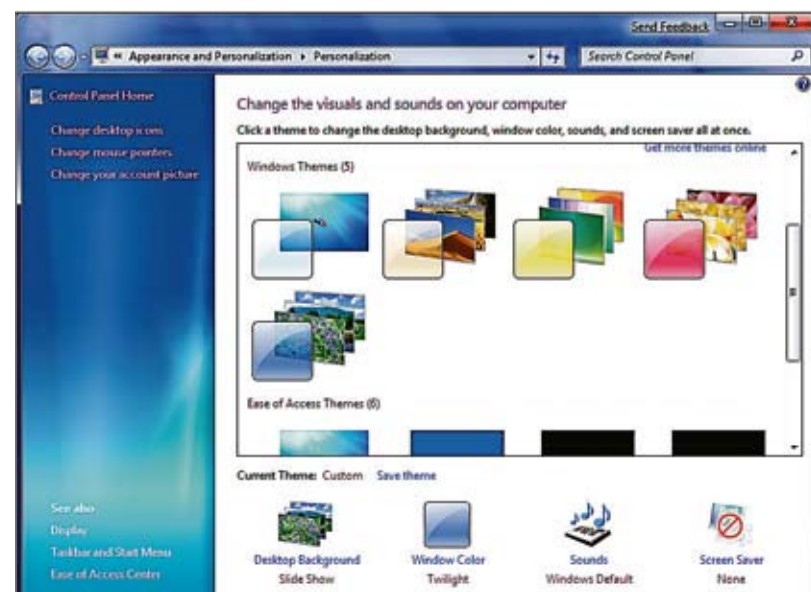 Send Feedback
« Appearance and Personalization ▸ Personalization
Search Control Panel
Control Panel Home
Change desktop icons
Change mouse pointers
Change your account picture
Change the visuals and sounds on your computer
Click a theme to change the desktop background, window color, sounds, and screen saver all at once.
Get more themes online
Windows Themes (5)
Ease of Access Themes (6)
Current Theme: Custom Save theme
See also
Display
Taskbar and Start Menu
Ease of Access Center
Desktop Background
Slide Show
Window Color
Twilight
Sounds
Windows Default
Screen Saver
None